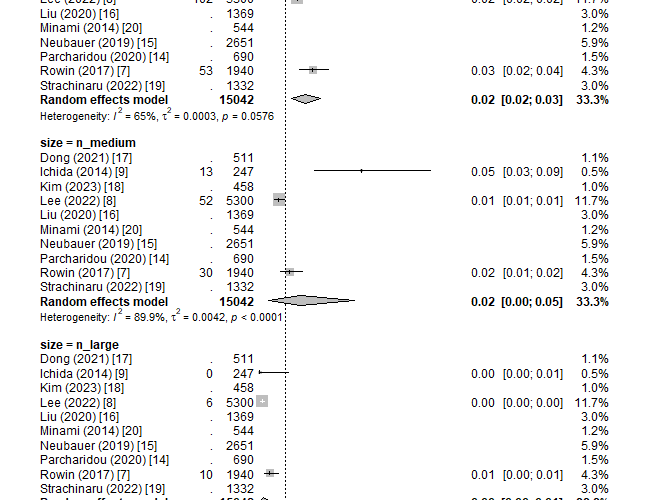 Lee (2022) [8] 102 5300 0.02 [0.02; 0.02] 11.7%
Liu (2020) [16] . 1369 3.0%
Minami (2014) [20] . 544 1.2%
Neubauer (2019) [15] . 2651 5.9%
Parcharidou (2020) [14] . 690 1.5%
Rowin (2017) [7] 53 1940 0.03 [0.02; 0.04] 4.3%
Strachinaru (2022) [19] . 1332 3.0%
Random effects model 15042 0.02 [0.02; 0.03] 33.3%
Heterogeneity: I² = 65%, τ² = 0.0003, p = 0.0576
size = n_medium
Dong (2021) [17] . 511 1.1%
Ichida (2014) [9] 13 247 0.05 [0.03; 0.09] 0.5%
Kim (2023) [18] . 458 1.0%
Lee (2022) [8] 52 5300 0.01 [0.01; 0.01] 11.7%
Liu (2020) [16] . 1369 3.0%
Minami (2014) [20] . 544 1.2%
Neubauer (2019) [15] . 2651 5.9%
Parcharidou (2020) [14] . 690 1.5%
Rowin (2017) [7] 30 1940 0.02 [0.01; 0.02] 4.3%
Strachinaru (2022) [19] . 1332 3.0%
Random effects model 15042 0.02 [0.00; 0.05] 33.3%
Heterogeneity: I² = 89.9%, τ² = 0.0042, p < 0.0001
size = n_large
Dong (2021) [17] . 511 1.1%
Ichida (2014) [9] 0 247 0.00 [0.00; 0.01] 0.5%
Kim (2023) [18] . 458 1.0%
Lee (2022) [8] 6 5300 0.00 [0.00; 0.00] 11.7%
Liu (2020) [16] . 1369 3.0%
Minami (2014) [20] . 544 1.2%
Neubauer (2019) [15] . 2651 5.9%
Parcharidou (2020) [14] . 690 1.5%
Rowin (2017) [7] 10 1940 0.01 [0.00; 0.01] 4.3%
Strachinaru (2022) [19] . 1332 3.0%